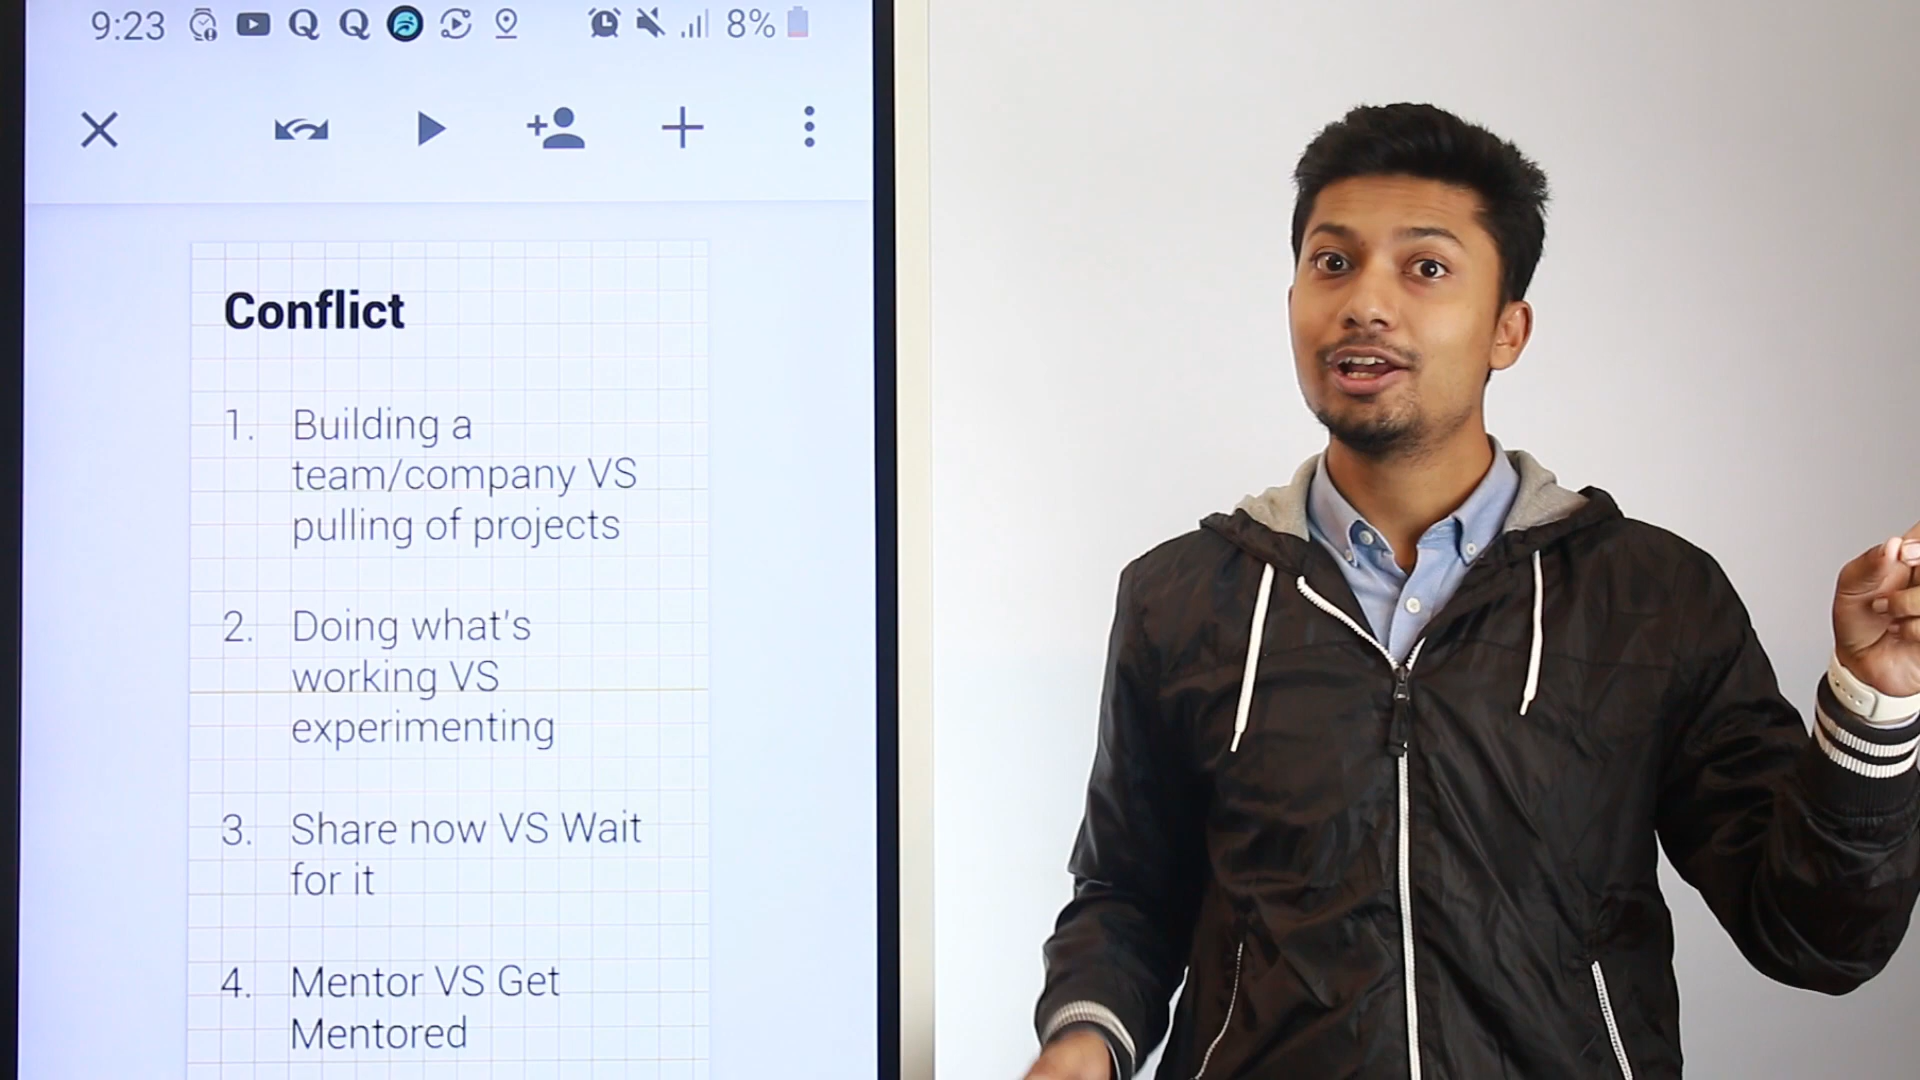 9:23 8%
Conflict
1. Building a
team/company VS
pulling of projects
2. Doing what's
working VS
experimenting
3. Share now VS Wait
for it
4. Mentor VS Get
Mentored